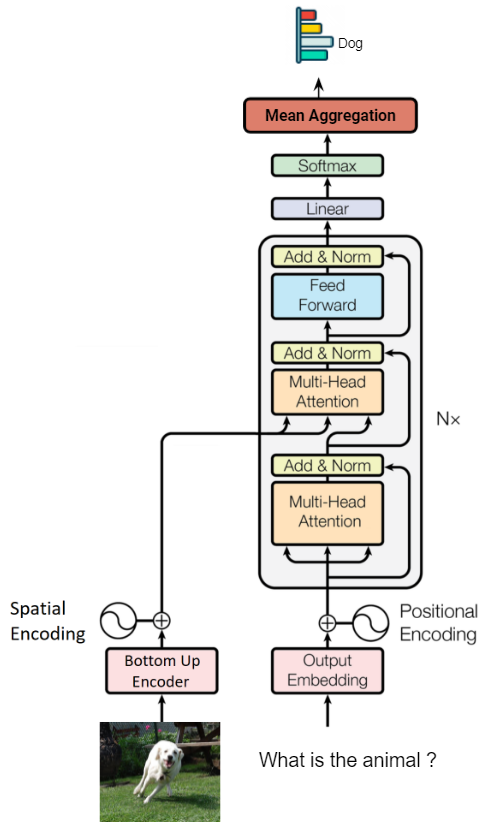 Dog
Mean Aggregation
Softmax
Linear
Add & Norm
Feed
Forward
Add & Norm
Multi-Head
Attention
N×
Add & Norm
Multi-Head
Attention
Spatial
Encoding
Positional
Encoding
Bottom Up
Encoder
Output
Embedding
What is the animal ?